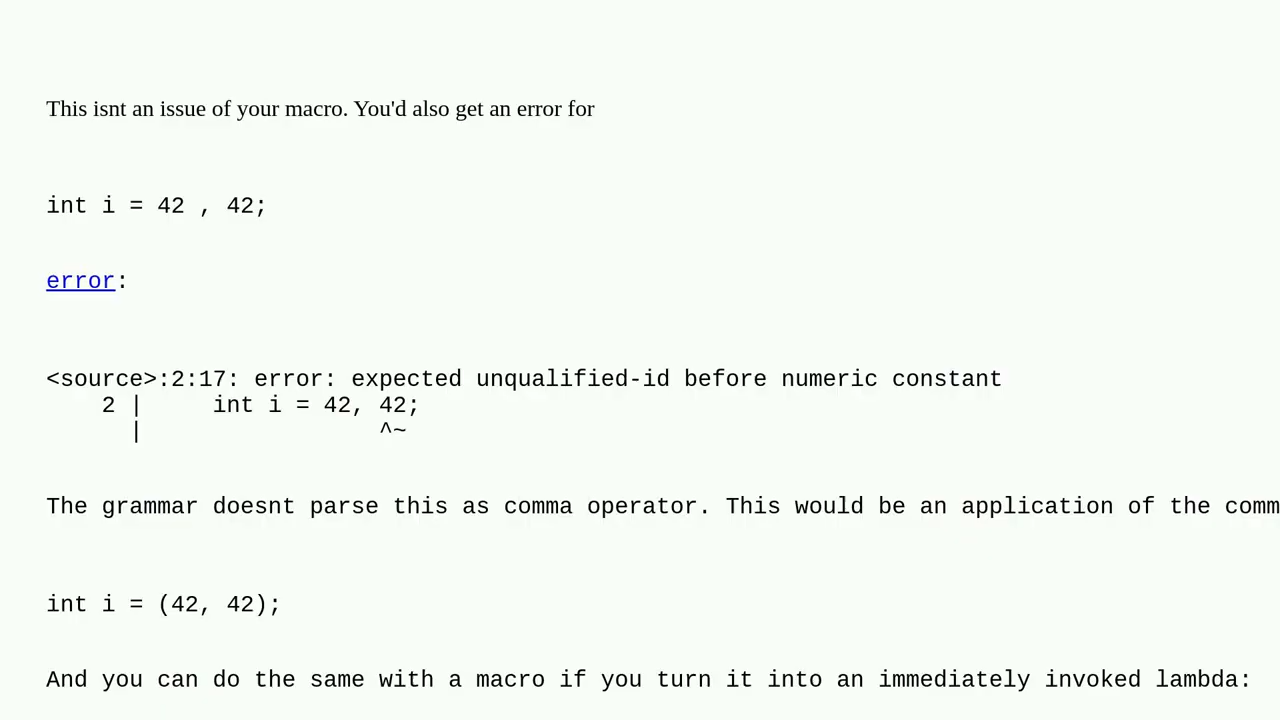 This isnt an issue of your macro. You'd also get an error for
int i = 42 , 42;
error:
<source>:2:17: error: expected unqualified-id before numeric constant
    2 |     int i = 42, 42;
      |                 ^~
The grammar doesnt parse this as comma operator. This would be an application of the comm
int i = (42, 42);
And you can do the same with a macro if you turn it into an immediately invoked lambda: